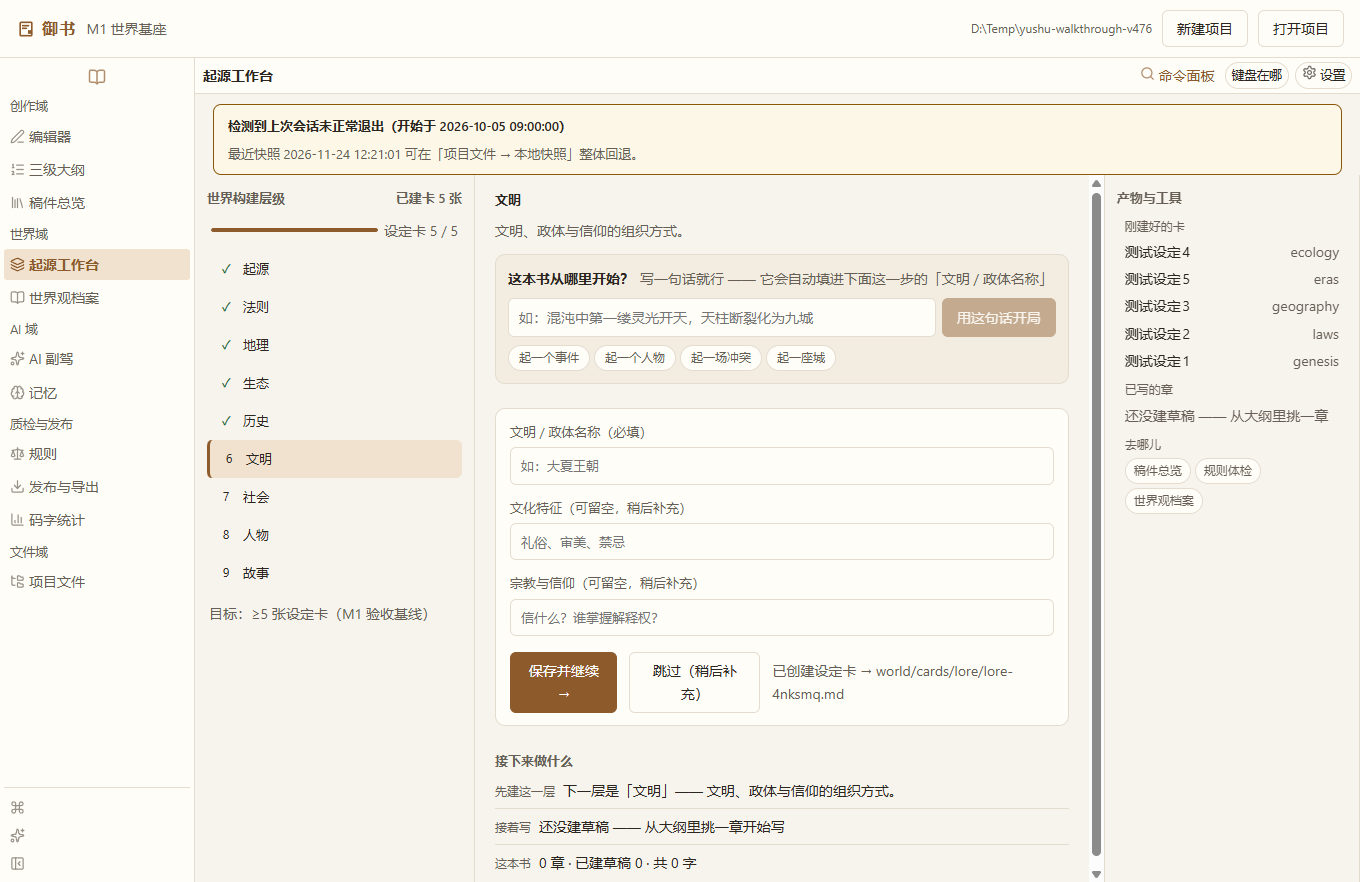 御书 M1 世界基座
D:\Temp\yushu-walkthrough-v476 新建项目 打开项目
起源工作台
命令面板 键盘在哪 设置
创作域
编辑器
三级大纲
稿件总览
世界域
起源工作台
世界观档案
AI 域
AI 副驾
记忆
质检与发布
规则
发布与导出
码字统计
文件域
项目文件
检测到上次会话未正常退出（开始于 2026-10-05 09:00:00）
最近快照 2026-11-24 12:21:01 可在「项目文件 → 本地快照」整体回退。
世界构建层级 已建卡 5 张
设定卡 5 / 5
✓ 起源
✓ 法则
✓ 地理
✓ 生态
✓ 历史
6 文明
7 社会
8 人物
9 故事
目标：≥5 张设定卡（M1 验收基线）
文明
文明、政体与信仰的组织方式。
这本书从哪里开始？ 写一句话就行 —— 它会自动填进下面这一步的「文明 / 政体名称」
如：混沌中第一缕灵光开天，天柱断裂化为九城 用这句话开局
起一个事件 起一个人物 起一场冲突 起一座城
文明 / 政体名称（必填）
如：大夏王朝
文化特征（可留空，稍后补充）
礼俗、审美、禁忌
宗教与信仰（可留空，稍后补充）
信什么？谁掌握解释权？
保存并继续
→
跳过（稍后补
充）
已创建设定卡 → world/cards/lore/lore-
4nksmq.md
接下来做什么
先建这一层 下一层是「文明」—— 文明、政体与信仰的组织方式。
接着写 还没建草稿 —— 从大纲里挑一章开始写
这本书 0 章 · 已建草稿 0 · 共 0 字
产物与工具
刚建好的卡
测试设定4 ecology
测试设定5 eras
测试设定3 geography
测试设定2 laws
测试设定1 genesis
已写的章
还没建草稿 —— 从大纲里挑一章
去哪儿
稿件总览 规则体检
世界观档案